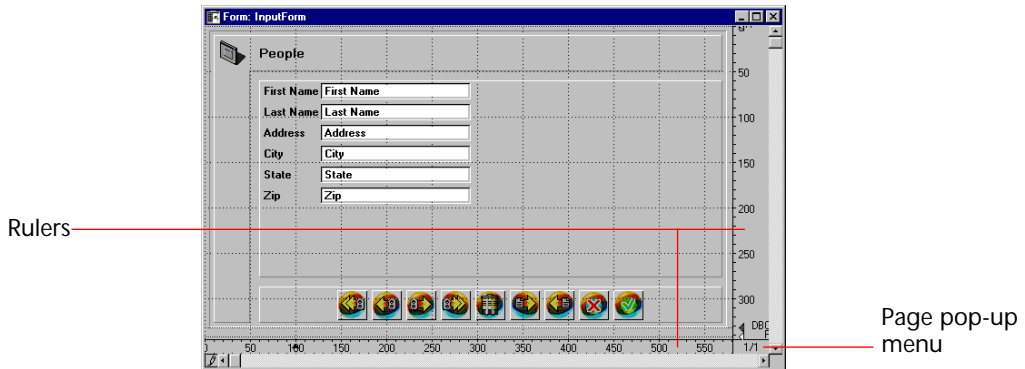 Form: InputForm
People
First Name First Name
Last Name Last Name
Address Address
City City
State State
Zip Zip
50
100
150
200
250
300
DBC
50 100 150 200 250 300 350 400 450 500 550 1/1
Rulers
Page pop-up
menu